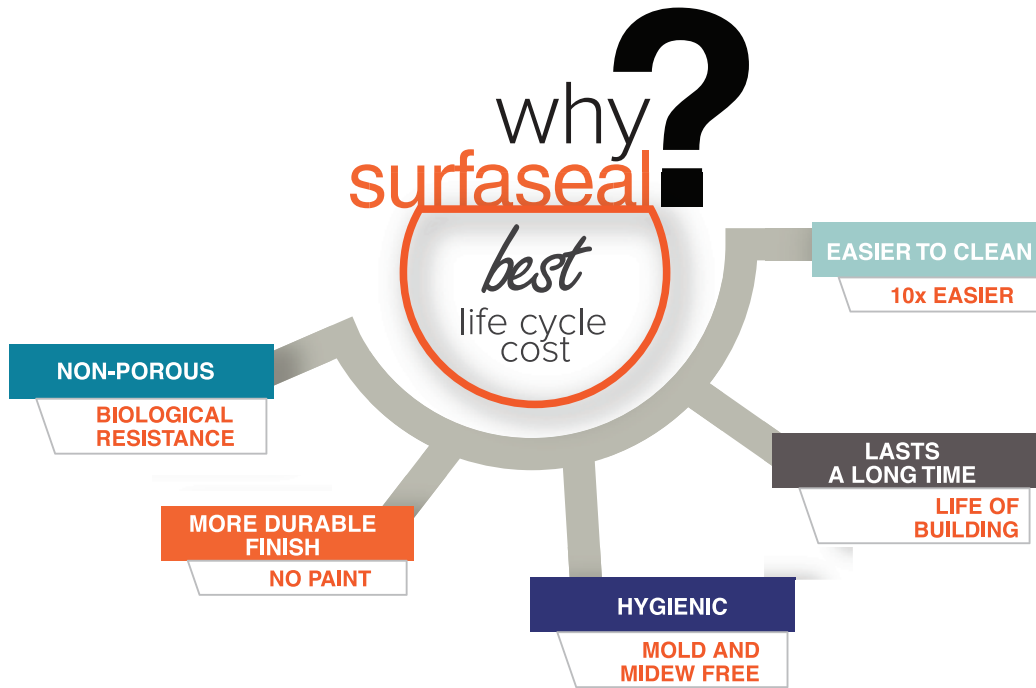 why?
surfaseal
best
life cycle
cost
NON-POROUS
BIOLOGICAL
RESISTANCE
MORE DURABLE
FINISH
NO PAINT
HYGIENIC
MOLD AND
MIDEW FREE
LASTS
A LONG TIME
LIFE OF
BUILDING
EASIER TO CLEAN
10x EASIER